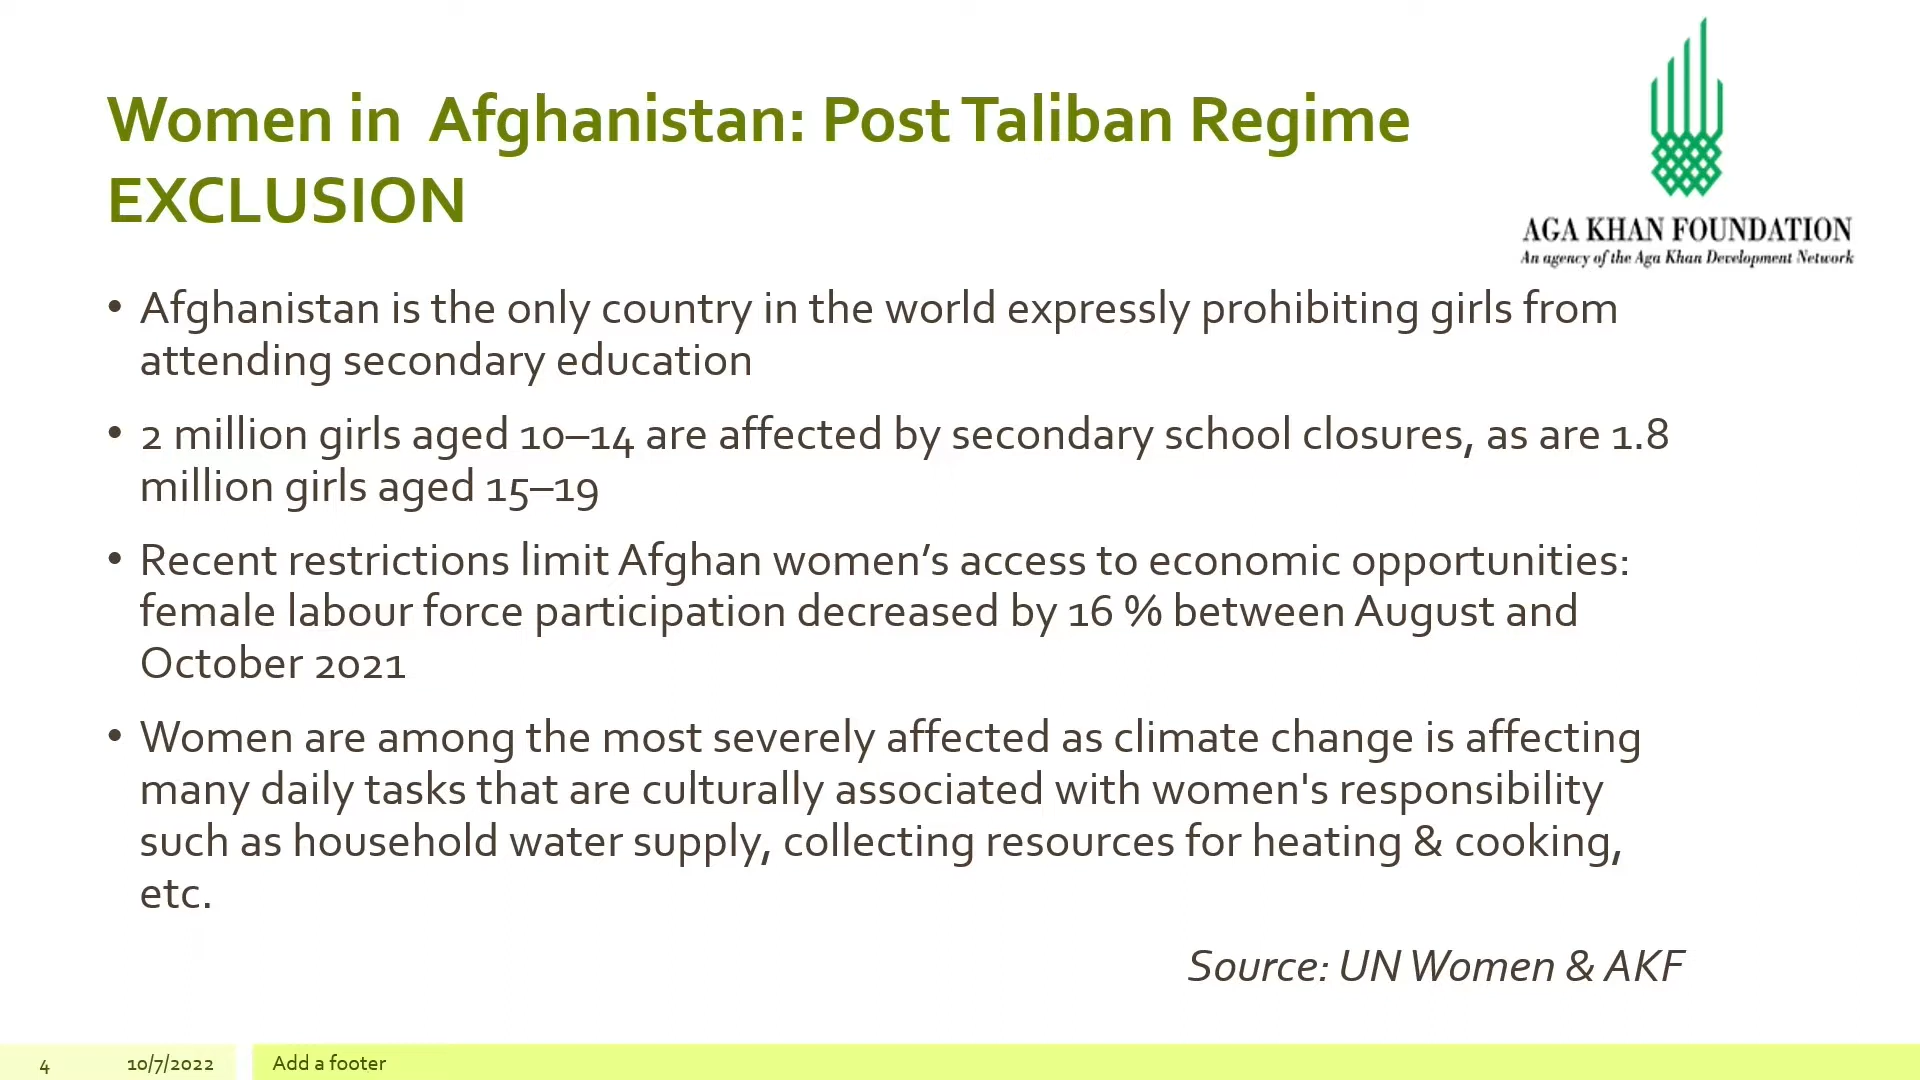 Women in  Afghanistan: Post Taliban Regime
EXCLUSION
AGA KHAN FOUNDATION
An agency of the Aga Khan Development Network
• Afghanistan is the only country in the world expressly prohibiting girls from
attending secondary education
• 2 million girls aged 10–14 are affected by secondary school closures, as are 1.8
million girls aged 15–19
• Recent restrictions limit Afghan women’s access to economic opportunities:
female labour force participation decreased by 16 % between August and
October 2021
• Women are among the most severely affected as climate change is affecting
many daily tasks that are culturally associated with women's responsibility
such as household water supply, collecting resources for heating & cooking,
etc.
Source: UN Women & AKF
4 10/7/2022 Add a footer